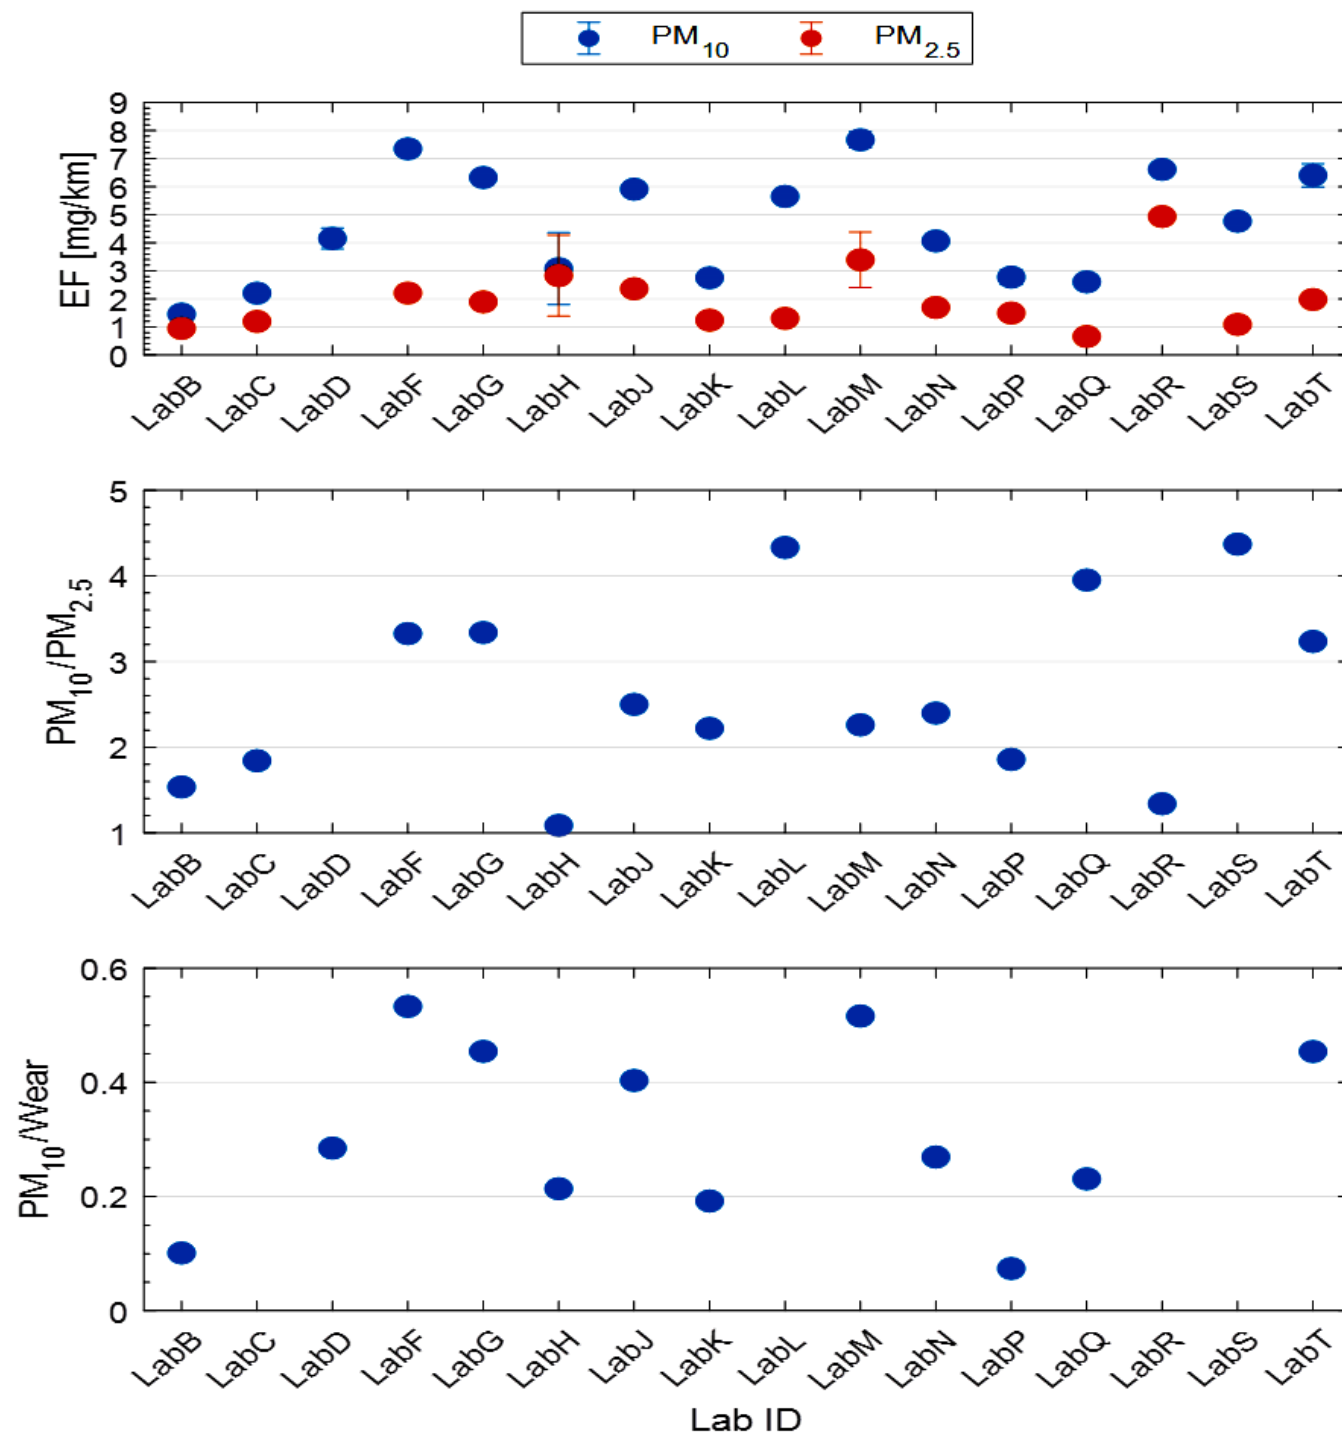 PM10 PM2.5
EF [mg/km]
9
8
7
6
5
4
3
2
1
0
LabB LabC LabD LabF LabG LabH LabJ LabK LabL LabM LabN LabP LabQ LabR LabS LabT
PM10/PM2.5
5
4
3
2
1
LabB LabC LabD LabF LabG LabH LabJ LabK LabL LabM LabN LabP LabQ LabR LabS LabT
PM10/Wear
0.6
0.4
0.2
0
LabB LabC LabD LabF LabG LabH LabJ LabK LabL LabM LabN LabP LabQ LabR LabS LabT
Lab ID